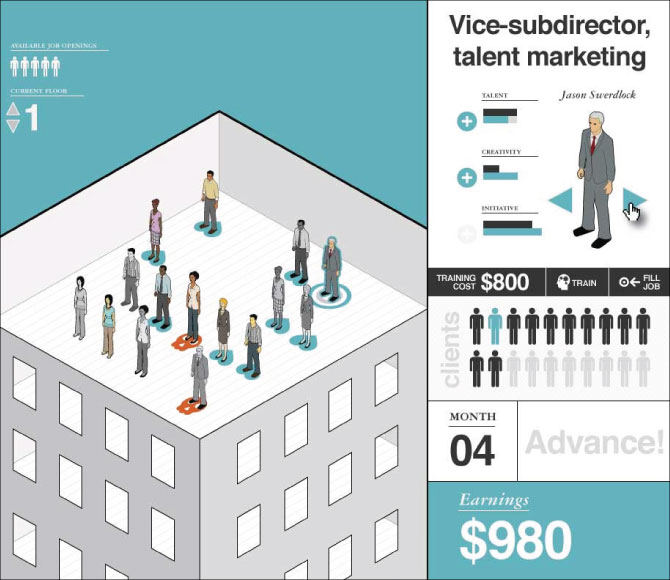 AVAILABLE JOB OPENINGS
CURRENT FLOOR
1
Vice-subdirector,
talent marketing
TALENT
Jason Swerdlock
CREATIVITY
INITIATIVE
TRAINING
COST
$800
TRAIN
FILL
JOB
clients
MONTH
04
Advance!
Earnings
$980